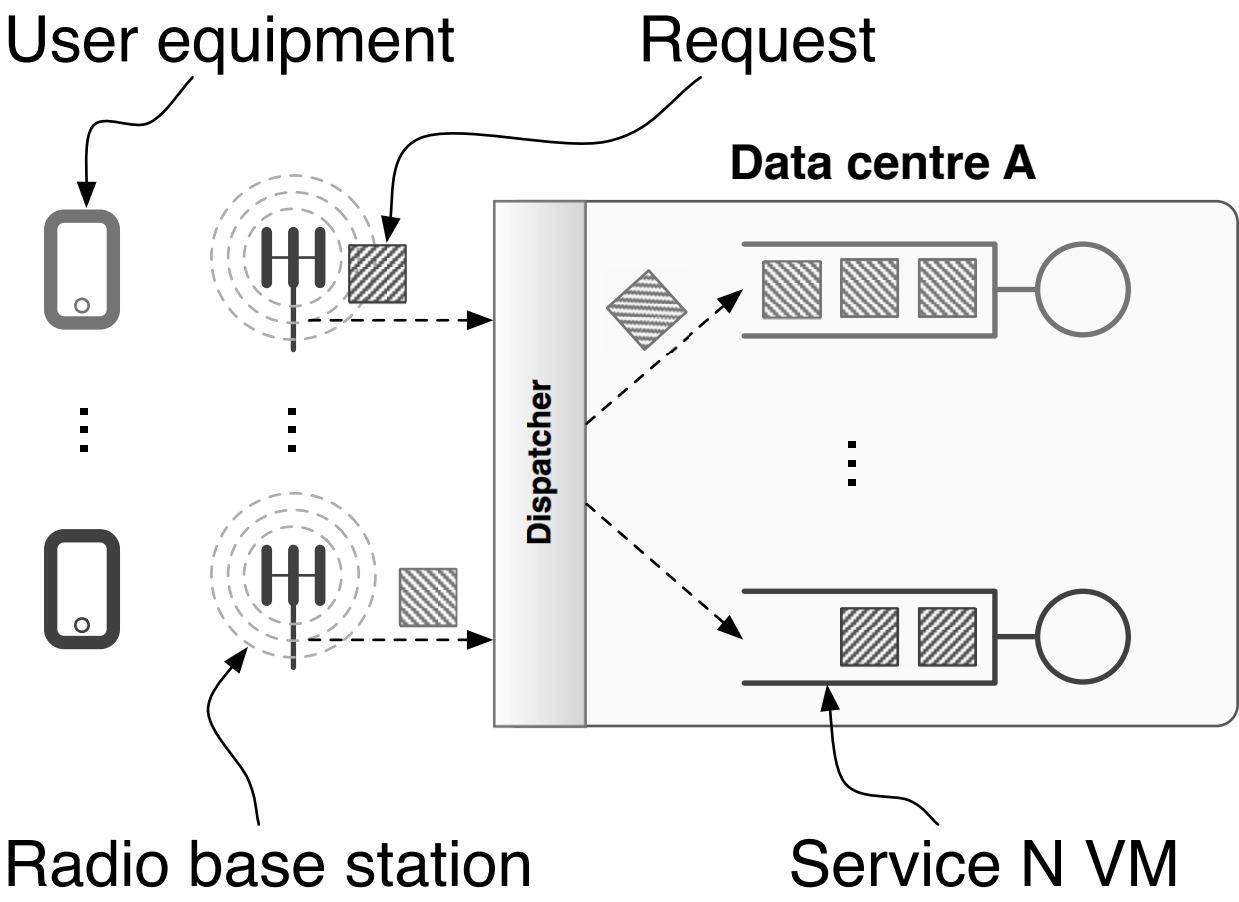 User equipment
Request
Data centre A
Dispatcher
Radio base station
Service N VM